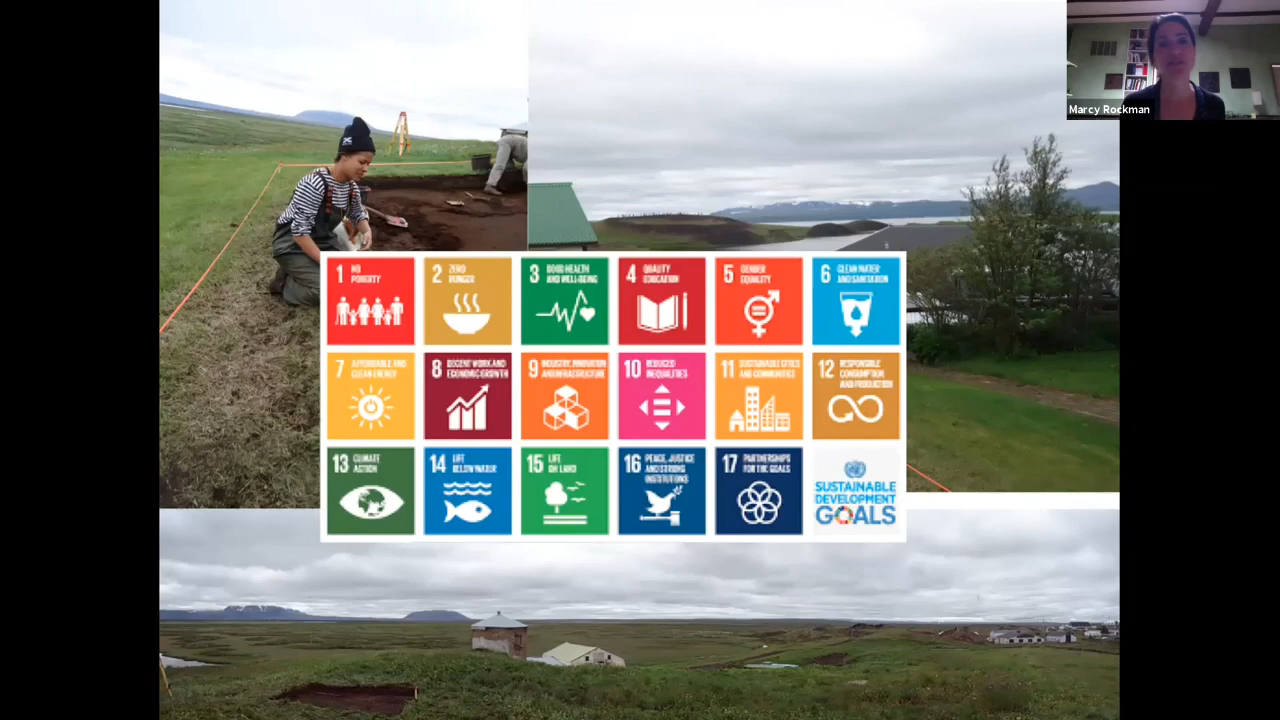 Marcy Rockman
1 NO
POVERTY
2 ZERO
HUNGER
3 GOOD HEALTH
AND WELL-BEING
4 QUALITY
EDUCATION
5 GENDER
EQUALITY
6 CLEAN WATER
AND SANITATION
7 AFFORDABLE AND
CLEAN ENERGY
8 DECENT WORK AND
ECONOMIC GROWTH
9 INDUSTRY, INNOVATION
AND INFRASTRUCTURE
10 REDUCED
INEQUALITIES
11 SUSTAINABLE CITIES
AND COMMUNITIES
12 RESPONSIBLE
CONSUMPTION
AND PRODUCTION
13 CLIMATE
ACTION
14 LIFE
BELOW WATER
15 LIFE
ON LAND
16 PEACE, JUSTICE
AND STRONG
INSTITUTIONS
17 PARTNERSHIPS
FOR THE GOALS
SUSTAINABLE
DEVELOPMENT
GOALS